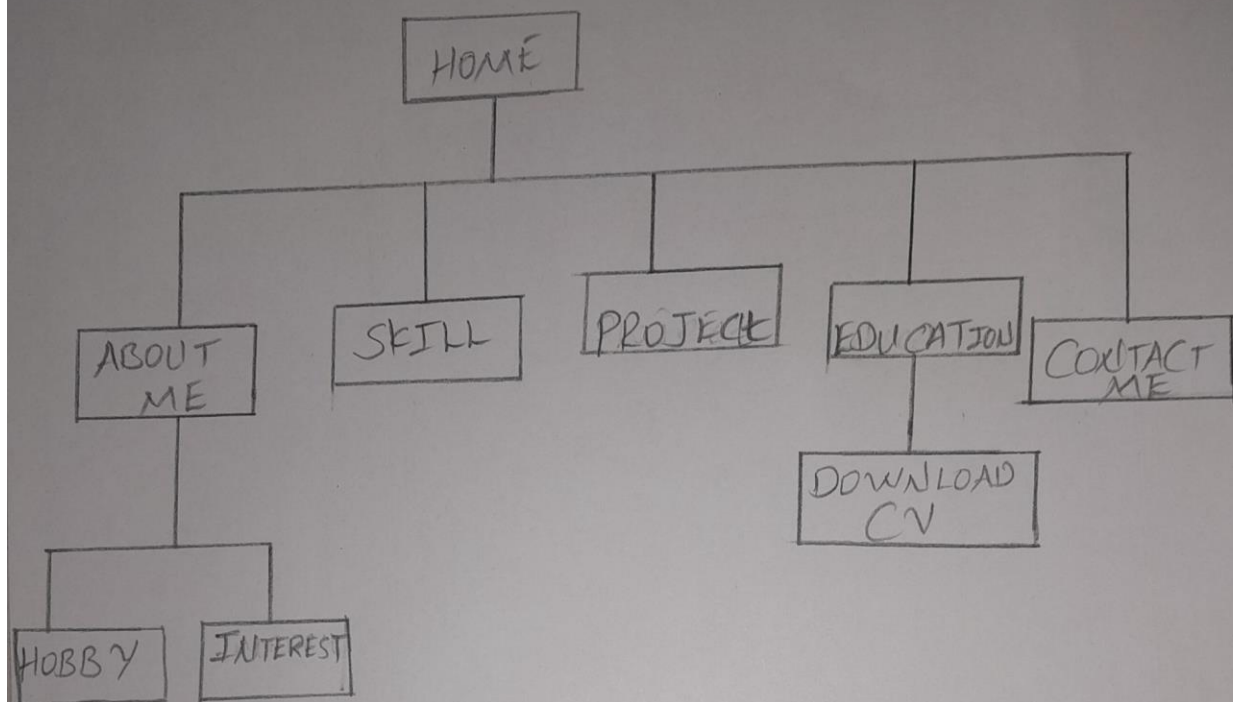 HOME
ABOUT
ME
SKILL
PROJECT
EDUCATION
CONTACT
ME
DOWNLOAD
CV
HOBBY
INTEREST